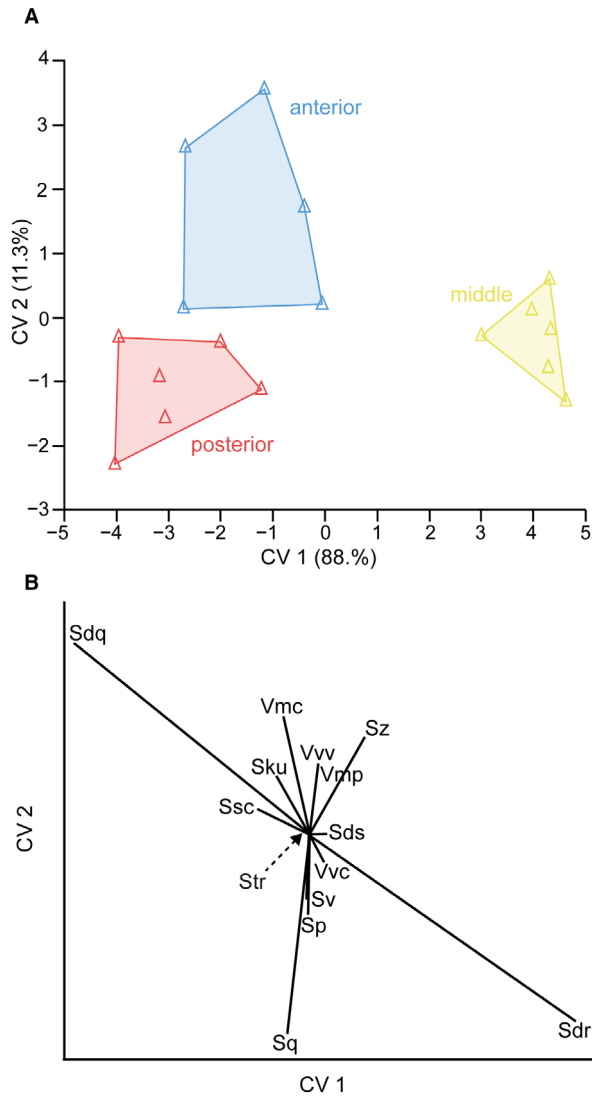 A
4
anterior
3
2
CV 2 (11.3%)
1
middle
0
−1
posterior
−2
−3
−5 −4 −3 −2 −1 0 1 2 3 4 5
CV 1 (88.%)
B
Sdq
Vmc
Sz
Vvv
Sku
Vmp
Ssc
Sds
CV 2
Vvc
Str
Sv
Sp
Sdr
Sq
CV 1